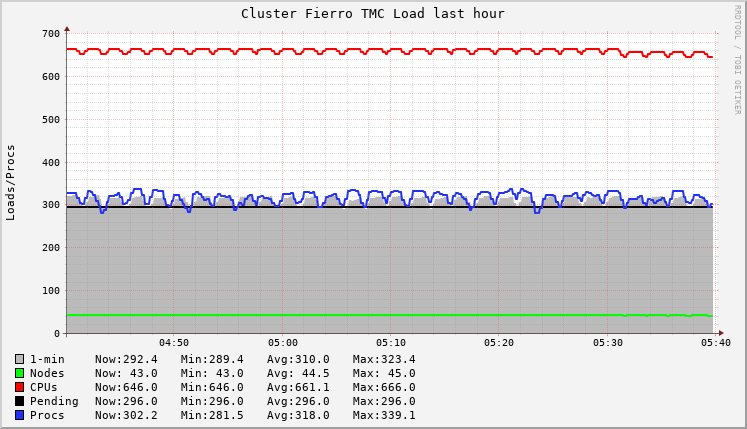 Cluster Fierro TMC Load last hour
RRDTOOL / TOBI OETIKER
Loads/Procs
700
600
500
400
300
200
100
0
04:50 05:00 05:10 05:20 05:30 05:40
1-min Now:292.4 Min:289.4 Avg:310.0 Max:323.4
Nodes Now: 43.0 Min: 43.0 Avg: 44.5 Max: 45.0
CPUs Now:646.0 Min:646.0 Avg:661.1 Max:666.0
Pending Now:296.0 Min:296.0 Avg:296.0 Max:296.0
Procs Now:302.2 Min:281.5 Avg:318.0 Max:339.1